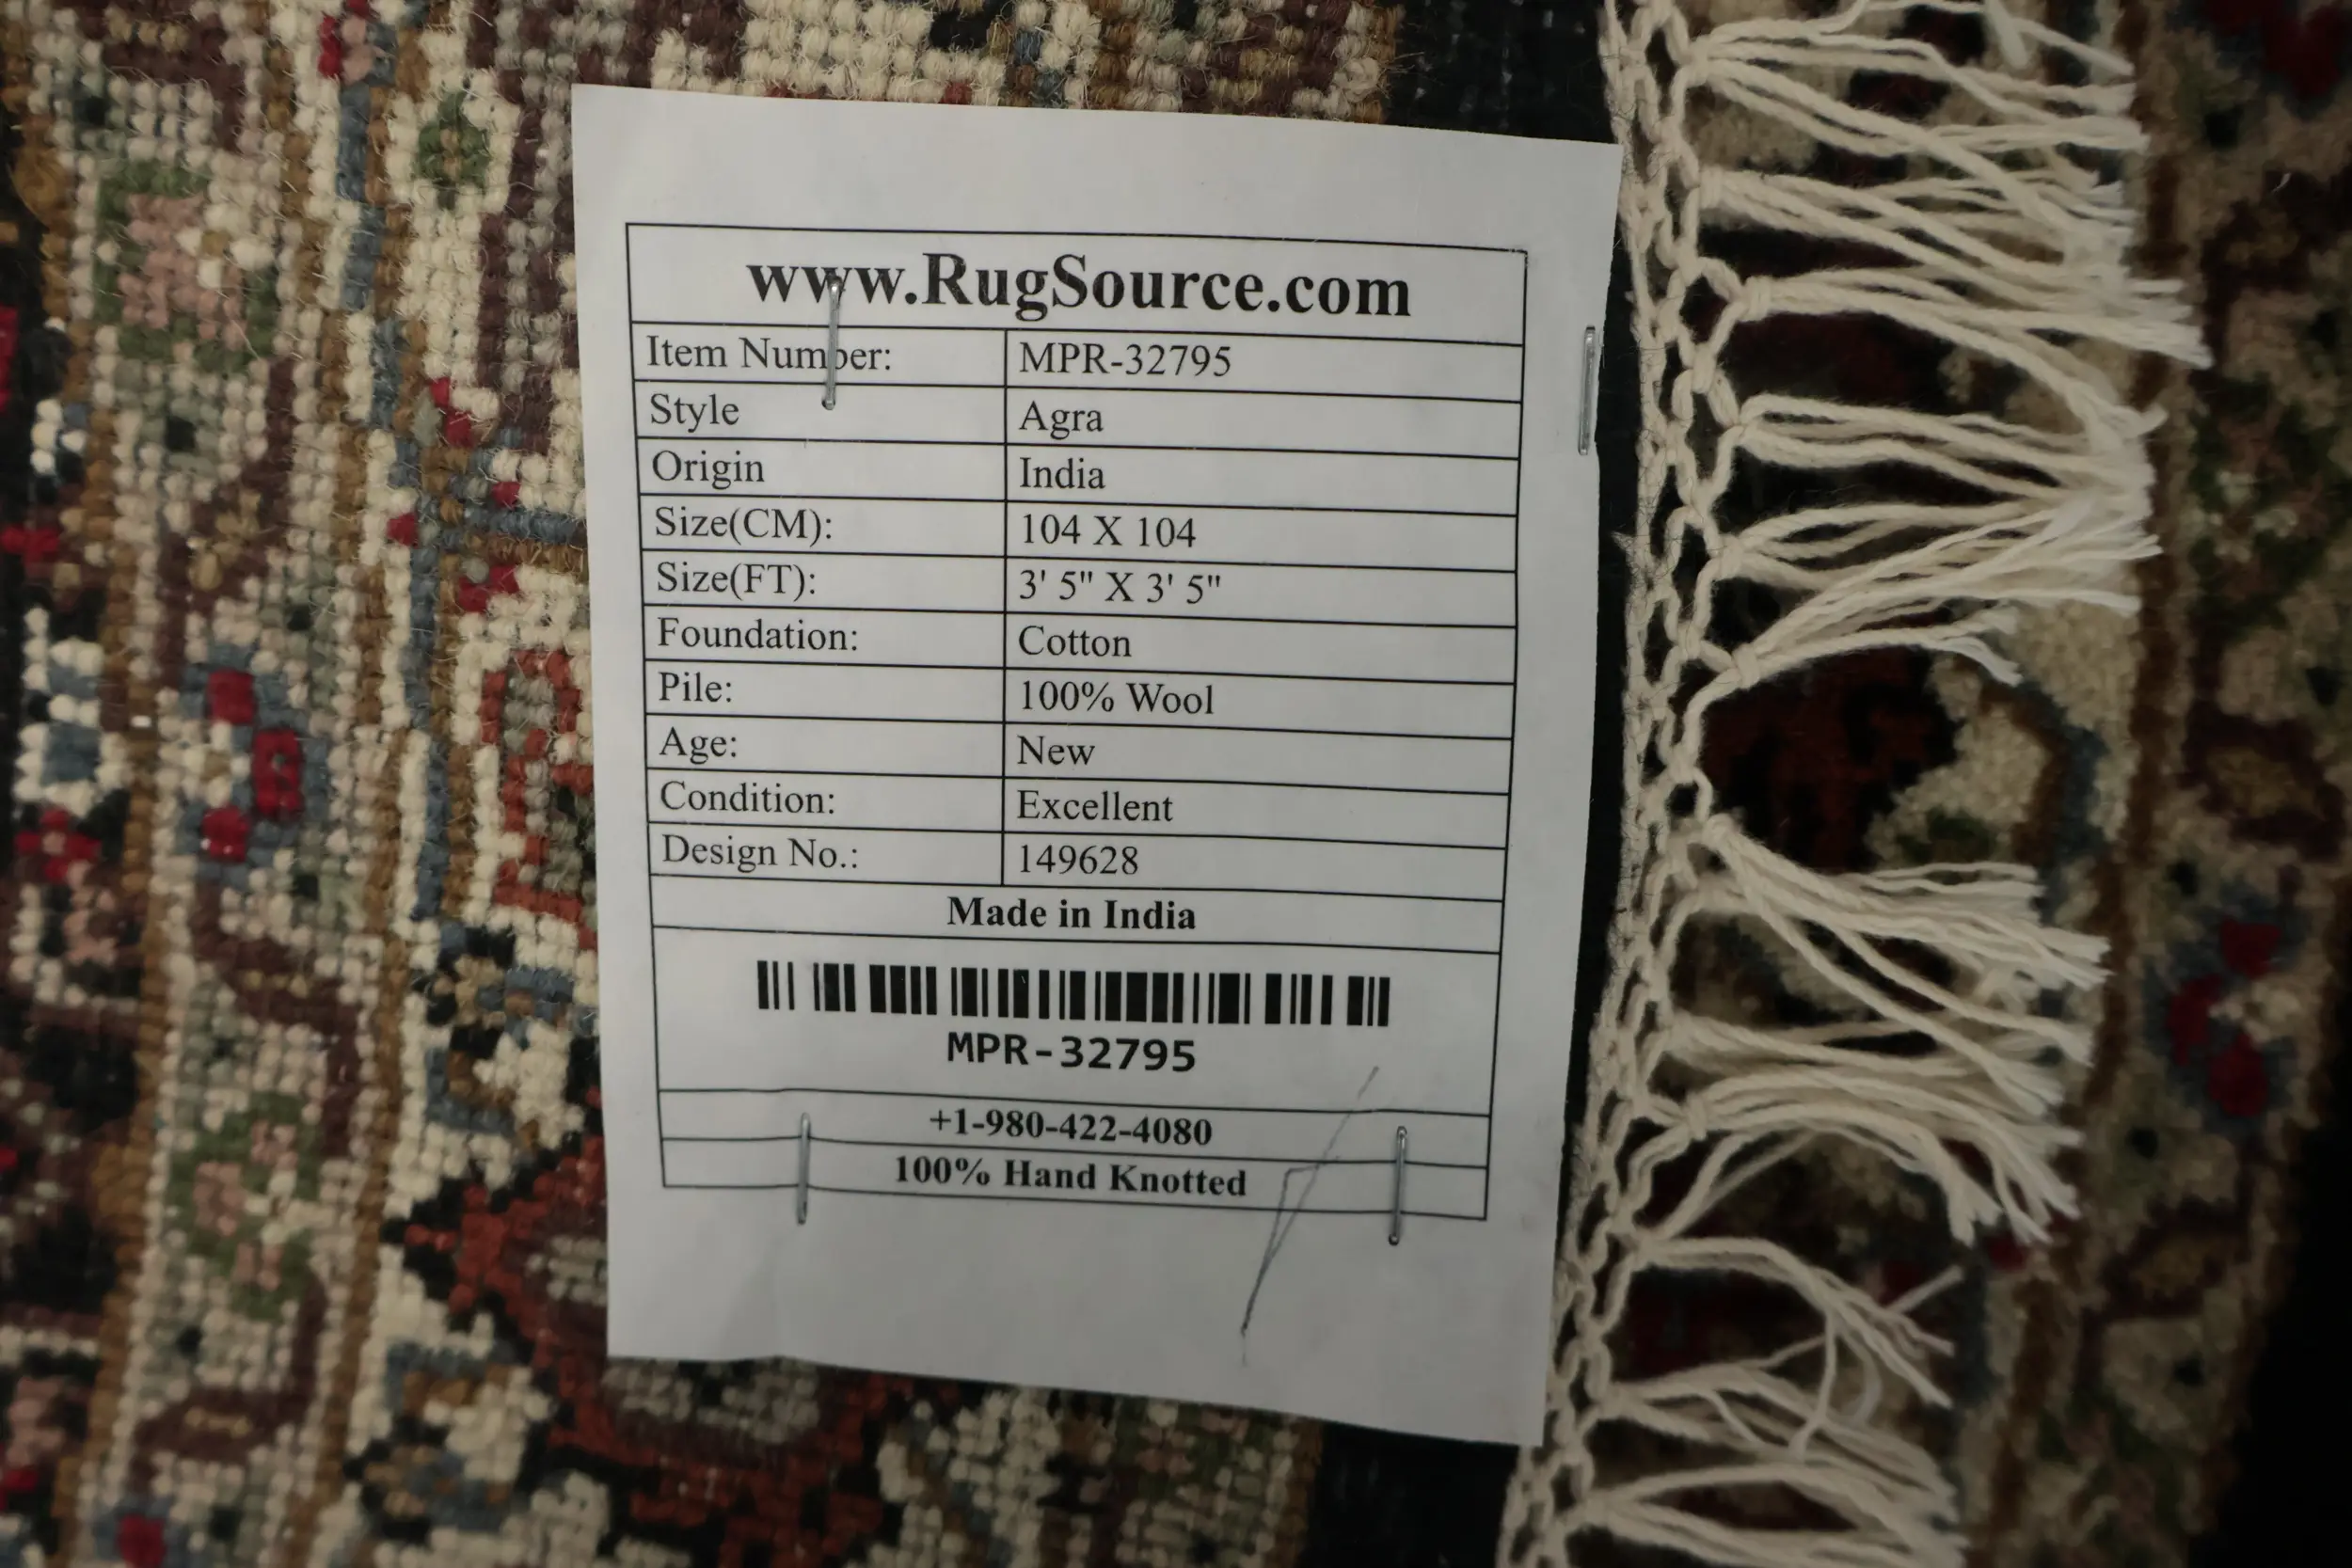 www.RugSource.com
Item Number: MPR-32795
Style Agra
Origin India
Size(CM): 104 X 104
Size(FT): 3' 5" X 3' 5"
Foundation: Cotton
Pile: 100% Wool
Age: New
Condition: Excellent
Design No.: 149628
Made in India
MPR-32795
+1-980-422-4080
100% Hand Knotted